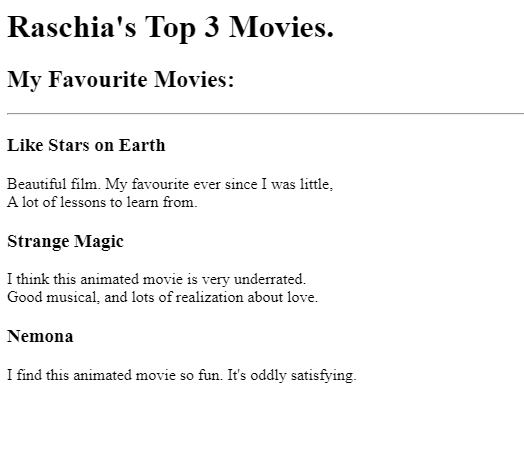 Raschia's Top 3 Movies.
My Favourite Movies:
Like Stars on Earth
Beautiful film. My favourite ever since I was little,
A lot of lessons to learn from.
Strange Magic
I think this animated movie is very underrated.
Good musical, and lots of realization about love.
Nemona
I find this animated movie so fun. It's oddly satisfying.